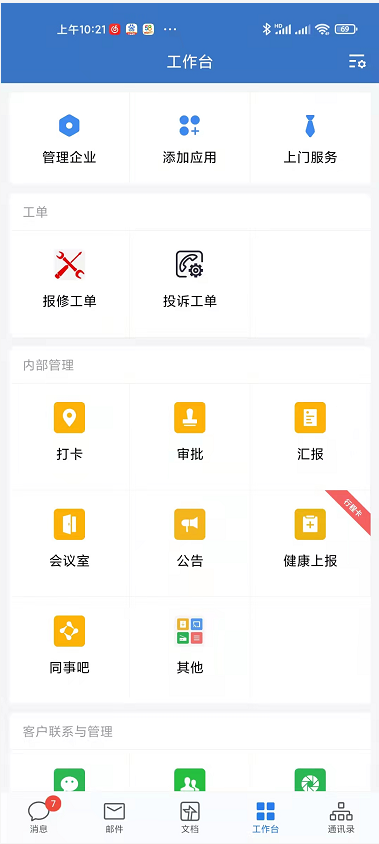 上午10:21 ···
HD 69
工作台
管理企业 添加应用 上门服务
工单
报修工单 投诉工单
内部管理
打卡 审批 汇报
行程卡
会议室 公告 健康上报
同事吧 其他
客户联系与管理
7
消息 邮件 文档 工作台 通讯录